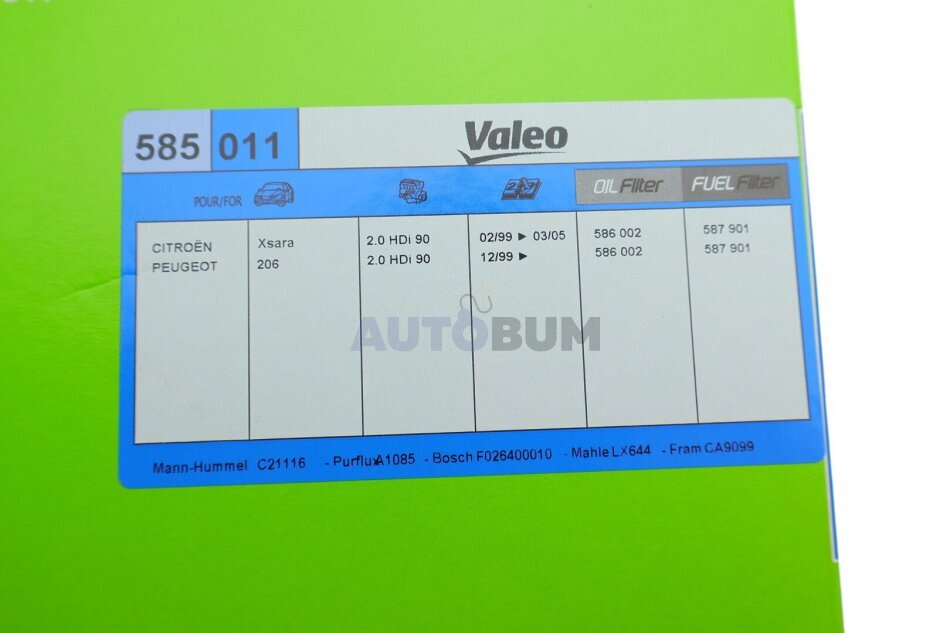 585 011
Valeo
POUR/FOR
OIL Filter
FUEL Filter
CITROËN Xsara 2.0 HDi 90 02/99 ► 03/05 586 002 587 901
PEUGEOT 206 2.0 HDi 90 12/99 ► 586 002 587 901
AUTOBUM
Mann-Hummel C21116 - Purflux A1085 - Bosch F026400010 - Mahle LX644 - Fram CA9099